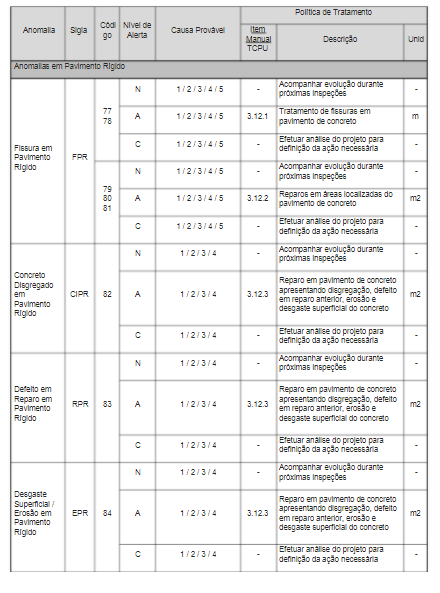 Política de Tratamento
Anomalia Sigla Códi
go Nível de
Alerta Causa Provável Item
Manual
TCPU Descrição Unid
Anomalias em Pavimento Rígido
Fissura em
Pavimento
Rígido FPR
77
78
N 1 / 2 / 3 / 4 / 5 - Acompanhar evolução durante
próximas inspeções -
A 1 / 2 / 3 / 4 / 5 3.12.1 Tratamento de fissuras em
pavimento de concreto m
C 1 / 2 / 3 / 4 / 5 - Efetuar análise do projeto para
definição da ação necessária -
79
80
81
N 1 / 2 / 3 / 4 / 5 - Acompanhar evolução durante
próximas inspeções -
A 1 / 2 / 3 / 4 / 5 3.12.2 Reparos em áreas localizadas do
pavimento de concreto m2
C 1 / 2 / 3 / 4 / 5 - Efetuar análise do projeto para
definição da ação necessária -
Concreto
Disgregado
em
Pavimento
Rígido CIPR 82
N 1 / 2 / 3 / 4 - Acompanhar evolução durante
próximas inspeções -
A 1 / 2 / 3 / 4 3.12.3 Reparo em pavimento de concreto
apresentando disgregação, defeito
em reparo anterior, erosão e
desgaste superficial do concreto m2
C 1 / 2 / 3 / 4 - Efetuar análise do projeto para
definição da ação necessária -
Defeito em
Reparo em
Pavimento
Rígido RPR 83
N 1 / 2 / 3 / 4 - Acompanhar evolução durante
próximas inspeções -
A 1 / 2 / 3 / 4 3.12.3 Reparo em pavimento de concreto
apresentando disgregação, defeito
em reparo anterior, erosão e
desgaste superficial do concreto m2
C 1 / 2 / 3 / 4 - Efetuar análise do projeto para
definição da ação necessária -
Desgaste
Superficial /
Erosão em
Pavimento
Rígido EPR 84
N 1 / 2 / 3 / 4 - Acompanhar evolução durante
próximas inspeções -
A 1 / 2 / 3 / 4 3.12.3 Reparo em pavimento de concreto
apresentando disgregação, defeito
em reparo anterior, erosão e
desgaste superficial do concreto m2
C 1 / 2 / 3 / 4 - Efetuar análise do projeto para
definição da ação necessária -